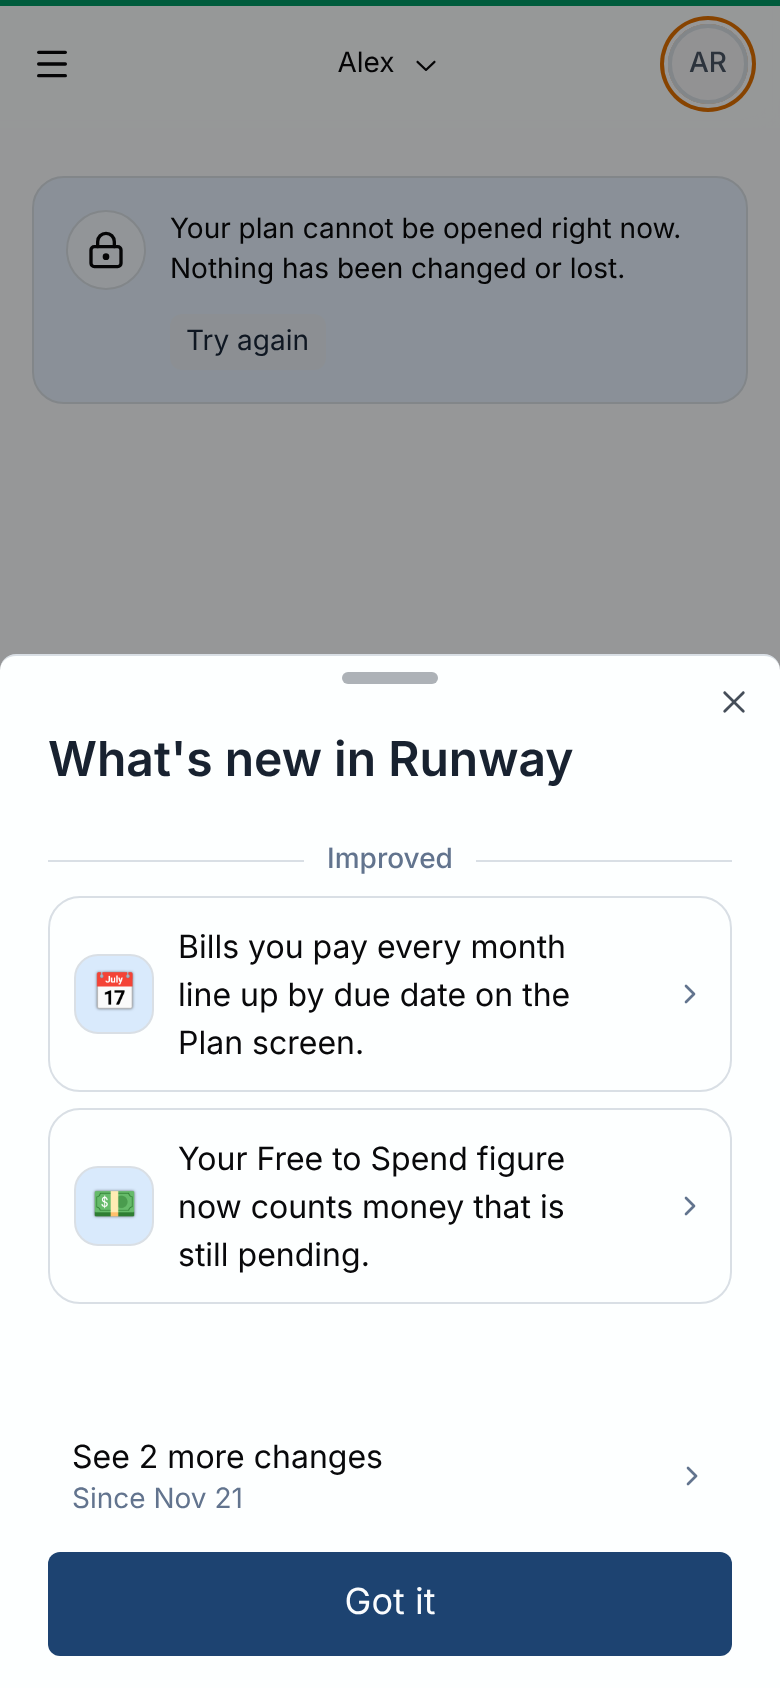 Alex
AR
Your plan cannot be opened right now.
Nothing has been changed or lost.
Try again
What's new in Runway
Improved
July
17
Bills you pay every month
line up by due date on the
Plan screen.
Your Free to Spend figure
now counts money that is
still pending.
See 2 more changes
Since Nov 21
Got it